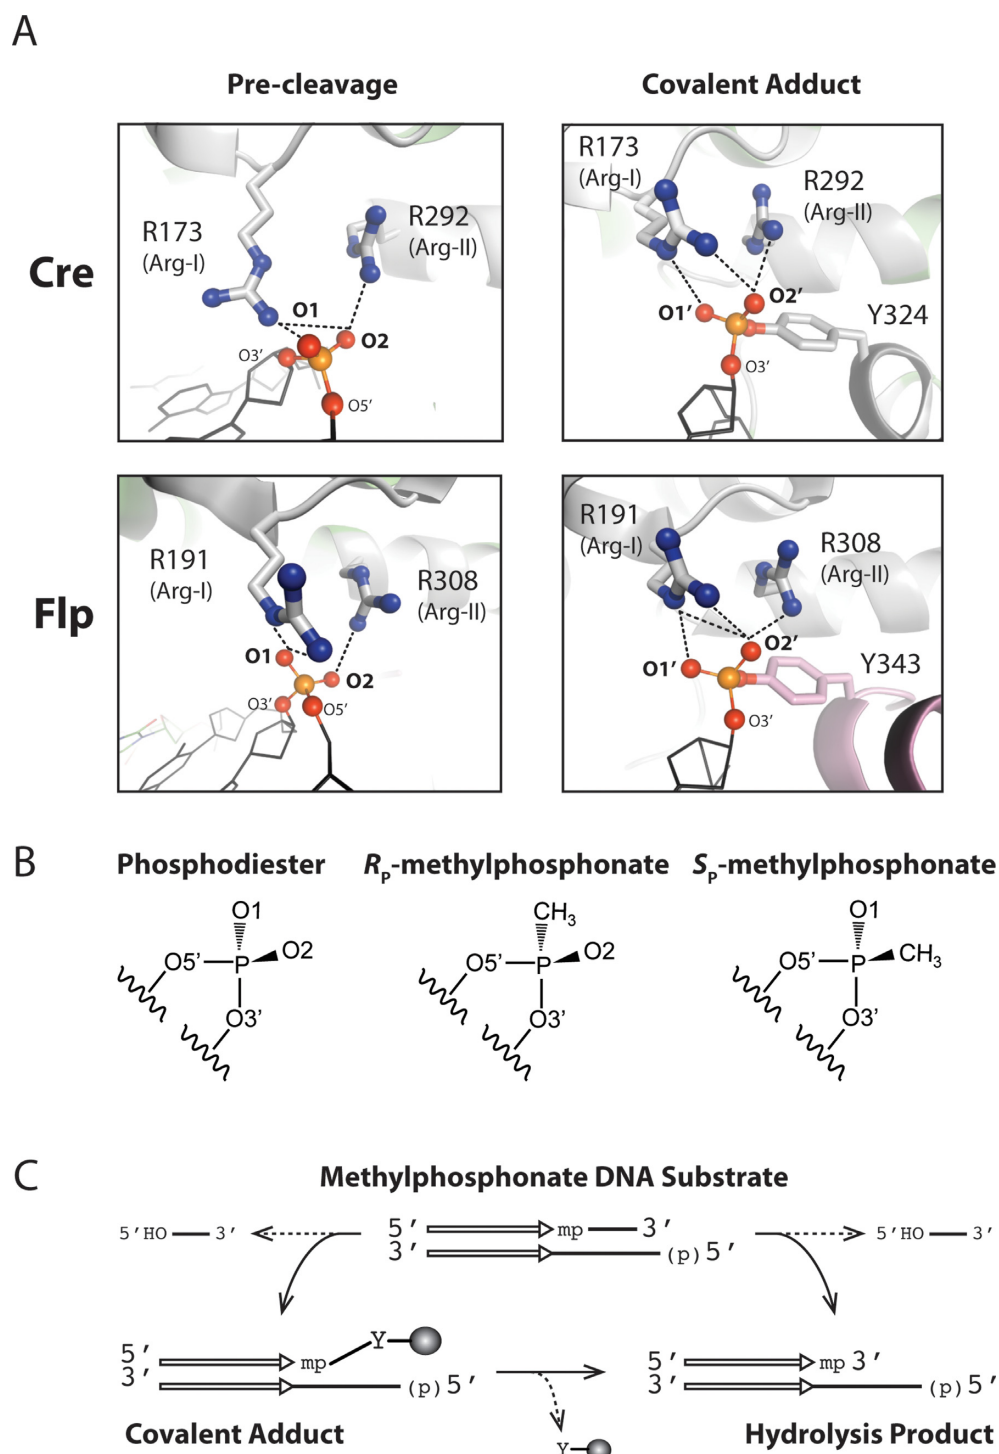 A
Pre-cleavage
Covalent Adduct
Cre
R173
(Arg-I)
R292
(Arg-II)
O1
O2
O3′
O5′
R173
(Arg-I)
R292
(Arg-II)
O1′
O2′
Y324
O3′
Flp
R191
(Arg-I)
R308
(Arg-II)
O1
O2
O3′
O5′
R191
(Arg-I)
R308
(Arg-II)
O1′
O2′
Y343
O3′
B
Phosphodiester
RP-methylphosphonate
SP-methylphosphonate
O1
O5′ P O2
O3′
CH3
O5′ P O2
O3′
O1
O5′ P CH3
O3′
C
Methylphosphonate DNA Substrate
5′HO 3′
5′ mp 3′
3′ (p)5′
5′HO 3′
Y
5′ mp
3′ (p)5′
Covalent Adduct
Y
5′ mp 3′
3′ (p)5′
Hydrolysis Product